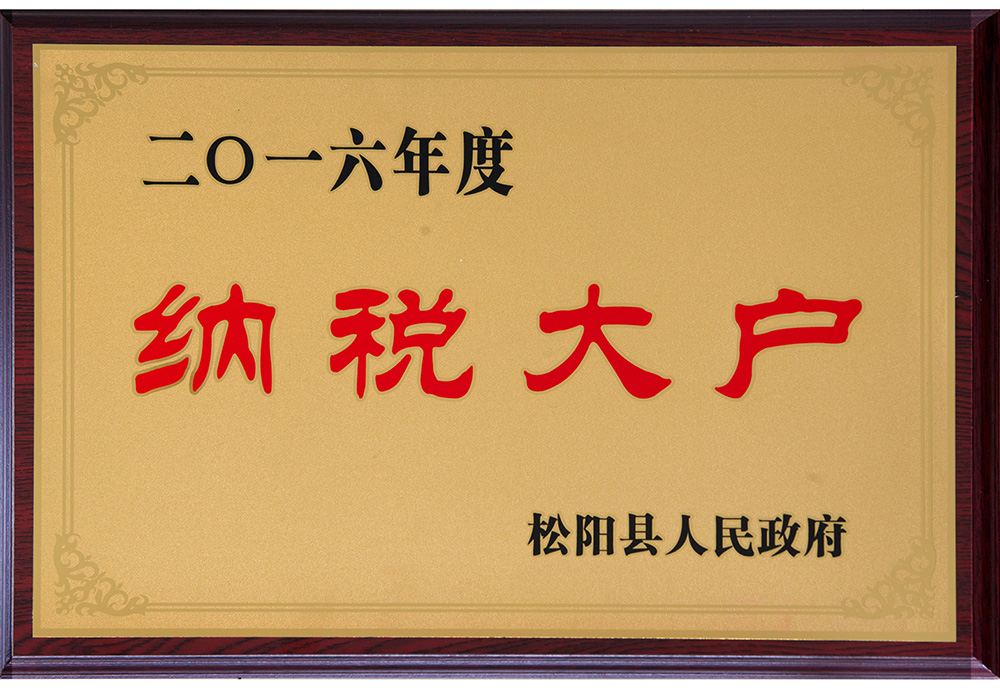 二〇一六年度
纳税大户
松阳县人民政府